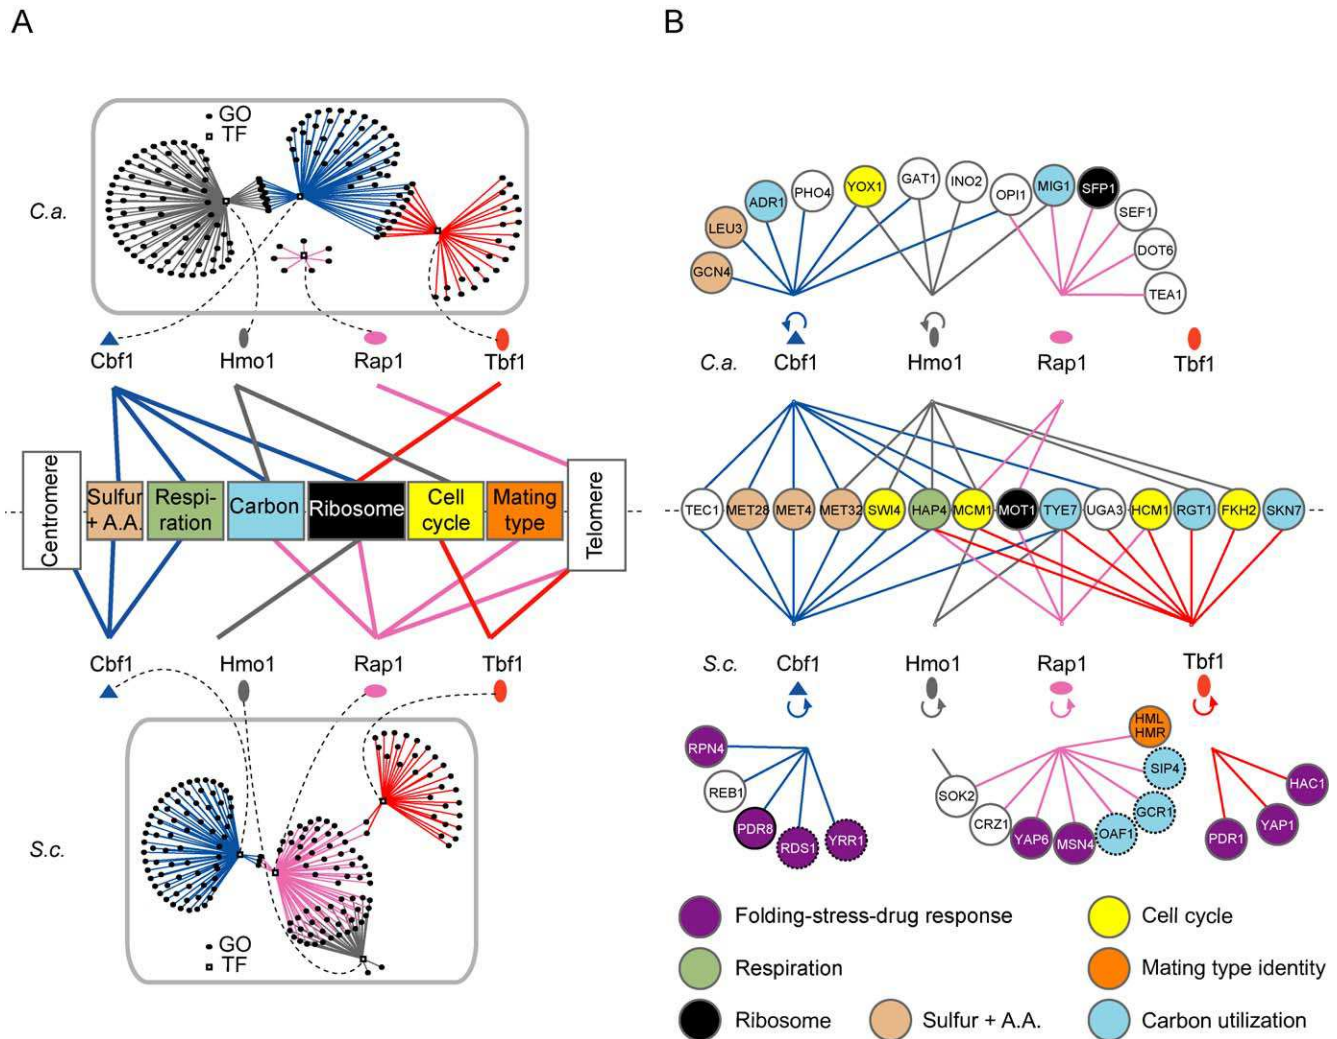 A
B
GO
TF
C.a.
Cbf1
Hmo1
Rap1
Tbf1
Centromere
Sulfur
+ A.A.
Respi-
ration
Carbon
Ribosome
Cell
cycle
Mating
type
Telomere
Cbf1
Hmo1
Rap1
Tbf1
S.c.
GO
TF
GCN4
LEU3
ADR1
PHO4
YOX1
GAT1
INO2
OPI1
MIG1
SFP1
SEF1
DOT6
TEA1
C.a.
Cbf1
Hmo1
Rap1
Tbf1
TEC1
MET28
MET4
MET32
SWI4
HAP4
MCM1
MOT1
TYE7
UGA3
HCM1
RGT1
FKH2
SKN7
S.c.
Cbf1
Hmo1
Rap1
Tbf1
RPN4
REB1
PDR8
RDS1
YRR1
SOK2
CRZ1
YAP6
MSN4
OAF1
GCR1
SIP4
HML
HMR
PDR1
YAP1
HAC1
Folding-stress-drug response
Cell cycle
Respiration
Mating type identity
Ribosome
Sulfur + A.A.
Carbon utilization